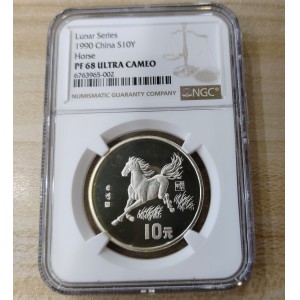 Lunar Series
1990 China S10Y
Horse
PF 68 ULTRA CAMEO
6763965-002
NUMISMATIC GUARANTY COMPANY
NGC
10元